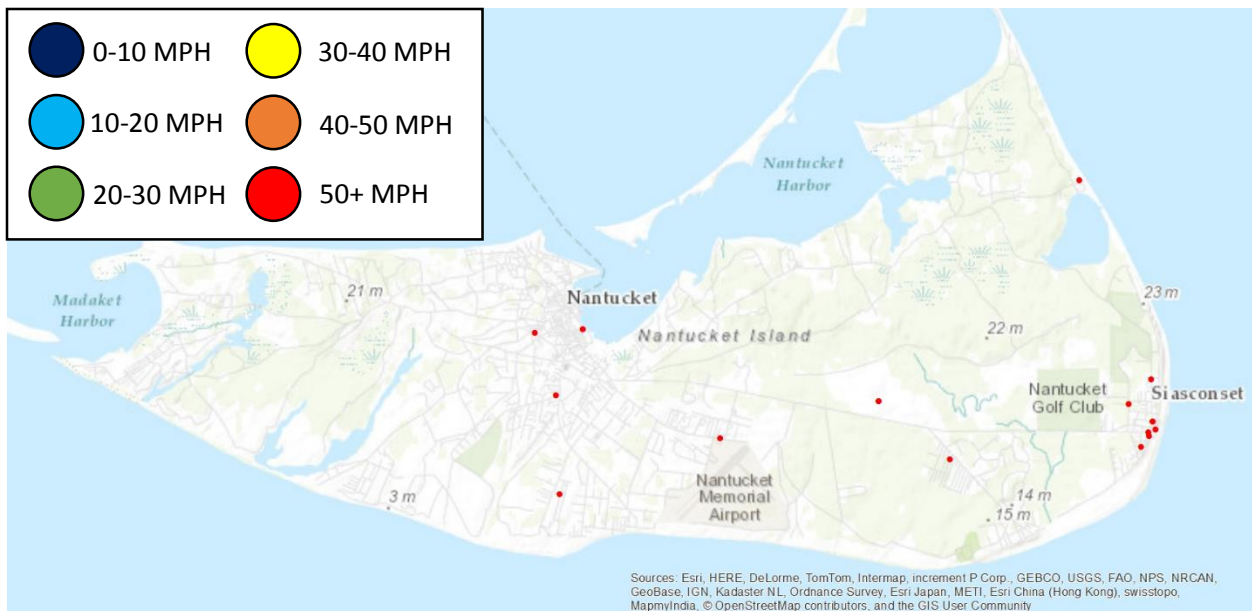 0-10 MPH
30-40 MPH
10-20 MPH
40-50 MPH
20-30 MPH
50+ MPH
Nantucket
Harbor
Madaket
Harbor
21 m
Nantucket
23 m
Nantucket Island
22 m
Nantucket
Golf Club
Siasconset
Nantucket
Memorial
Airport
3 m
14 m
15 m
Sources: Esri, HERE, DeLorme, TomTom, Intermap, increment P Corp., GEBCO, USGS, FAO, NPS, NRCAN,
GeoBase, IGN, Kadaster NL, Ordnance Survey, Esri Japan, METI, Esri China (Hong Kong), swisstopo,
MapmyIndia, © OpenStreetMap contributors, and the GIS User Community